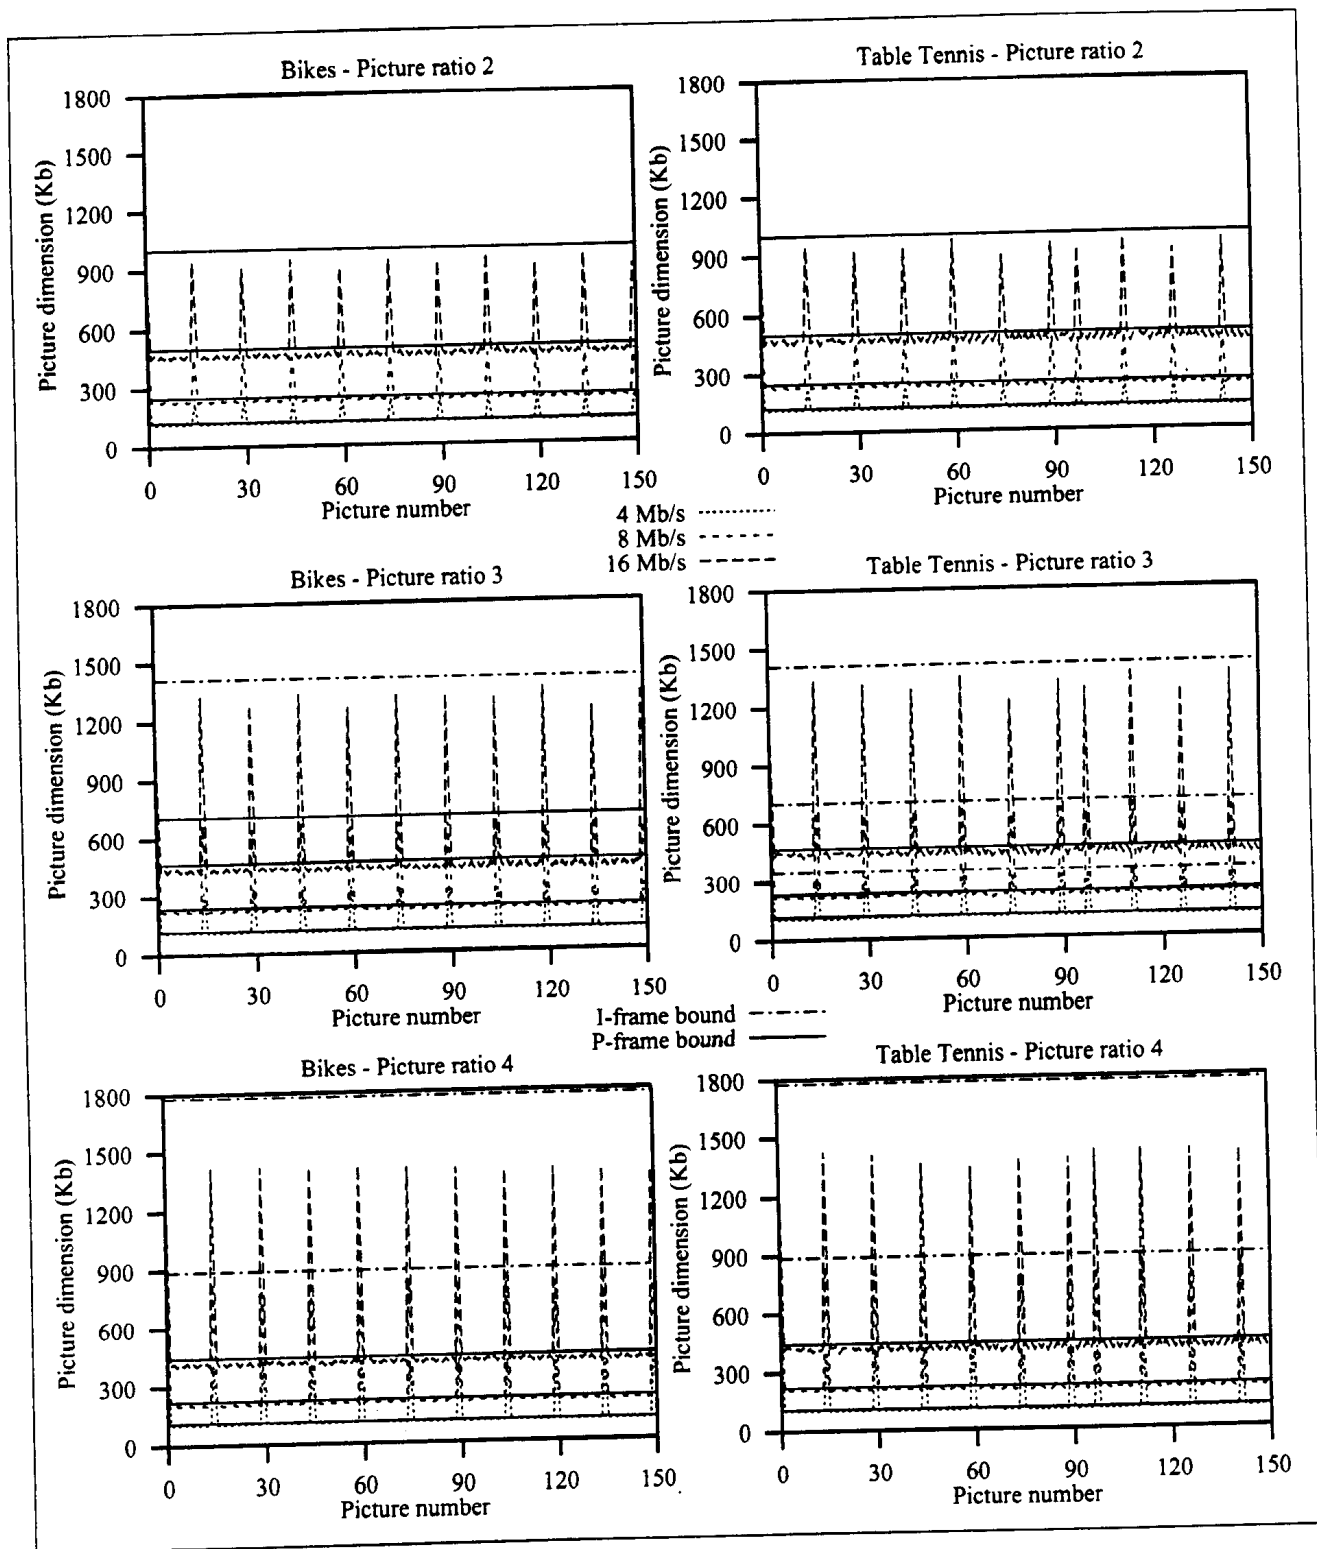 Bikes - Picture ratio 2
1800
1500
1200
900
600
300
0
Picture dimension (Kb)
0 30 60 90 120 150
Picture number
Table Tennis - Picture ratio 2
1800
1500
1200
900
600
300
0
Picture dimension (Kb)
0 30 60 90 120 150
Picture number
4 Mb/s
8 Mb/s
16 Mb/s
Bikes - Picture ratio 3
1800
1500
1200
900
600
300
0
Picture dimension (Kb)
0 30 60 90 120 150
Picture number
Table Tennis - Picture ratio 3
1800
1500
1200
900
600
300
0
Picture dimension (Kb)
0 30 60 90 120 150
Picture number
I-frame bound
P-frame bound
Bikes - Picture ratio 4
1800
1500
1200
900
600
300
0
Picture dimension (Kb)
0 30 60 90 120 150
Picture number
Table Tennis - Picture ratio 4
1800
1500
1200
900
600
300
0
Picture dimension (Kb)
0 30 60 90 120 150
Picture number